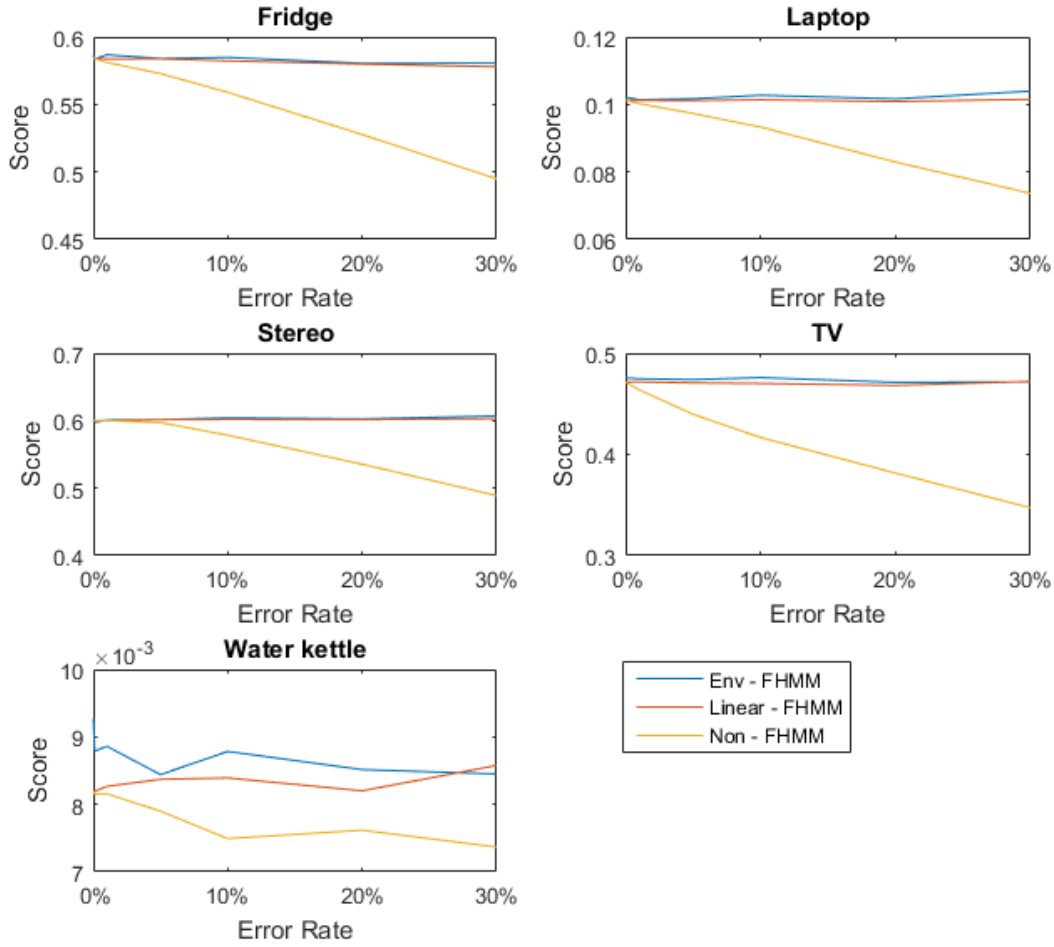 Fridge
0.6
0.55
0.5
0.45
Score
0% 10% 20% 30%
Error Rate
Laptop
0.12
0.1
0.08
0.06
Score
0% 10% 20% 30%
Error Rate
Stereo
0.7
0.6
0.5
0.4
Score
0% 10% 20% 30%
Error Rate
TV
0.5
0.4
0.3
Score
0% 10% 20% 30%
Error Rate
Water kettle
× 10⁻³
10
9
8
7
Score
0% 10% 20% 30%
Error Rate
Env - FHMM
Linear - FHMM
Non - FHMM